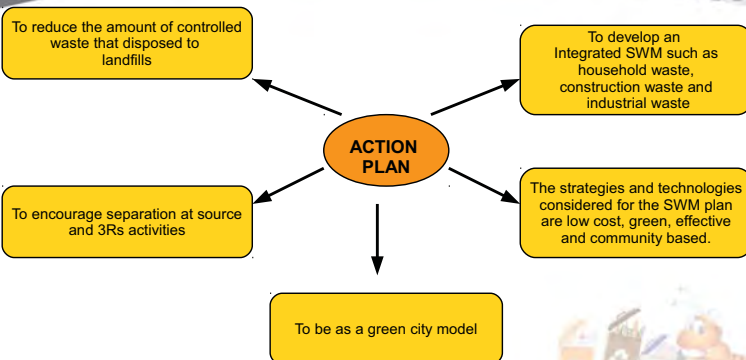 To reduce the amount of controlled
waste that disposed to
landfills
To develop an
Integrated SWM such as
household waste,
construction waste and
industrial waste
ACTION
PLAN
To encourage separation at source
and 3Rs activities
The strategies and technologies
considered for the SWM plan
are low cost, green, effective
and community based.
To be as a green city model